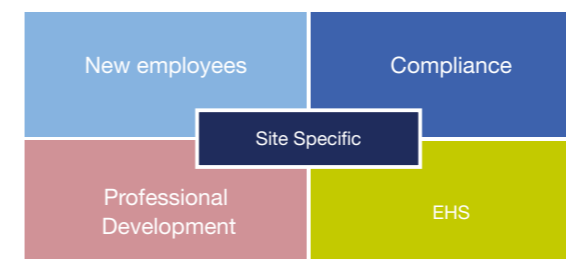 New employees
Compliance
Site Specific
Professional
Development
EHS